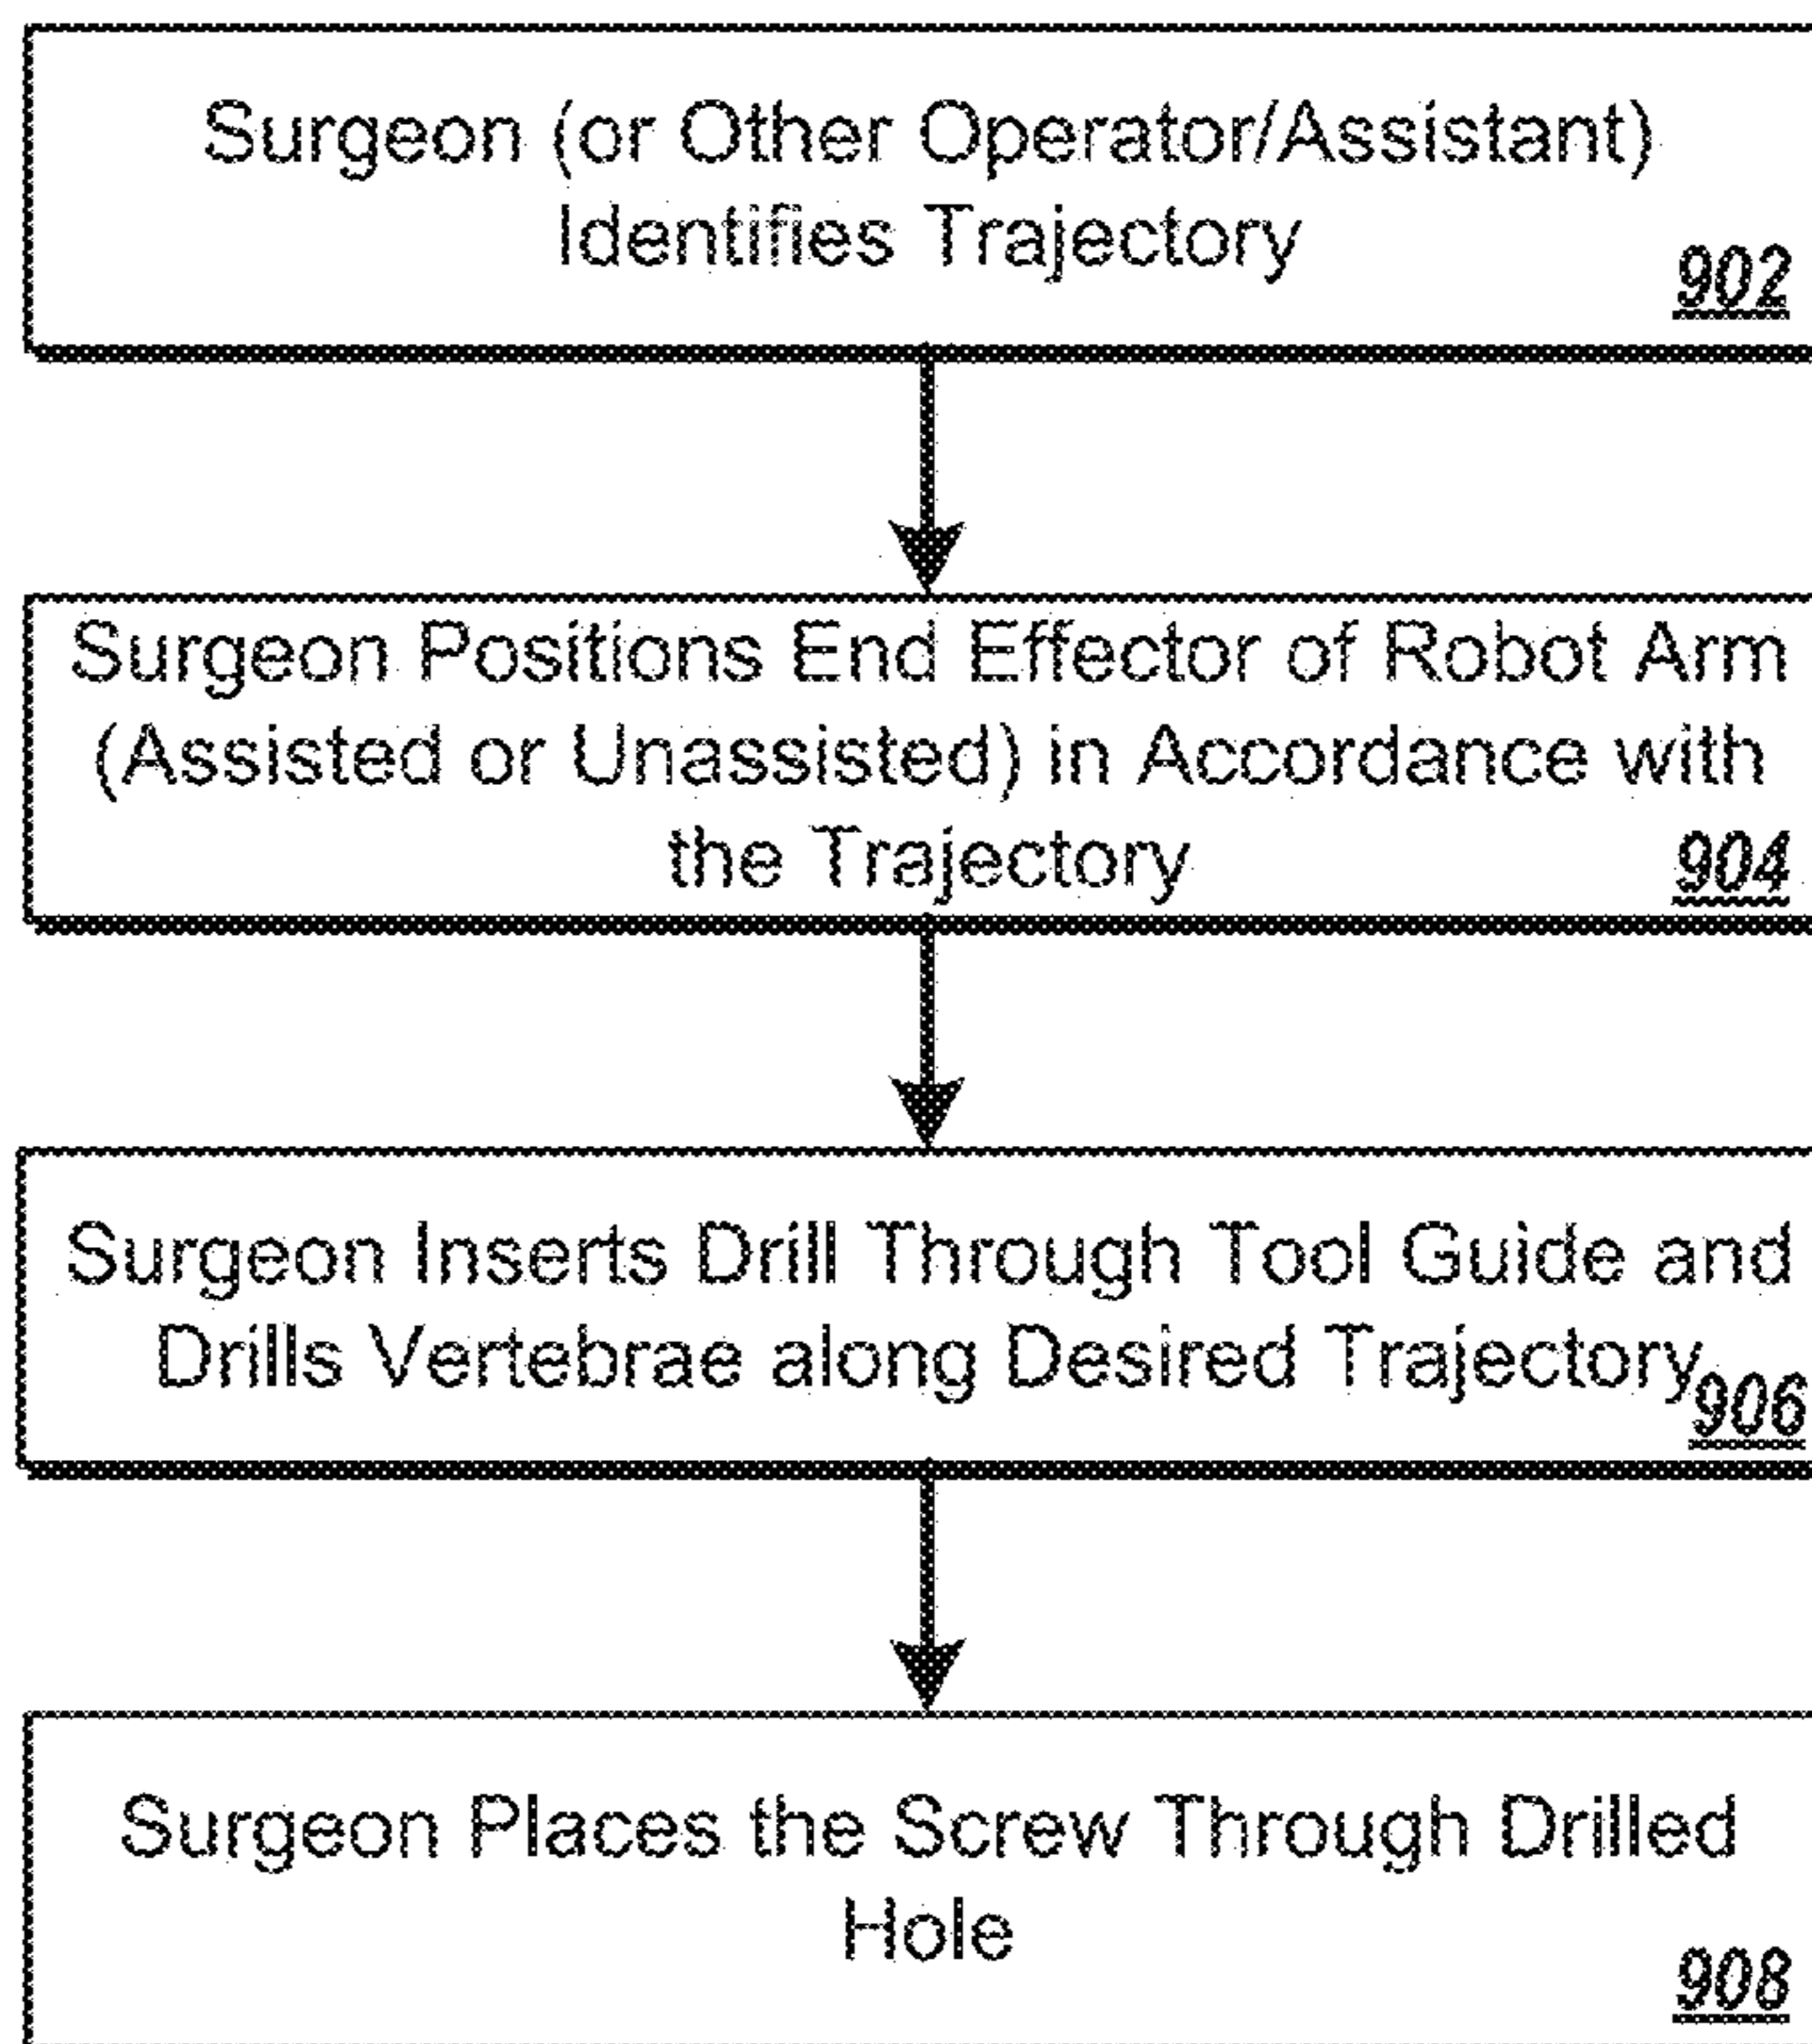 Surgeon (or Other Operator/Assistant)
Identifies Trajectory
902
Surgeon Positions End Effector of Robot Arm
(Assisted or Unassisted) in Accordance with
the Trajectory
904
Surgeon Inserts Drill Through Tool Guide and
Drills Vertebrae along Desired Trajectory
906
Surgeon Places the Screw Through Drilled
Hole
908